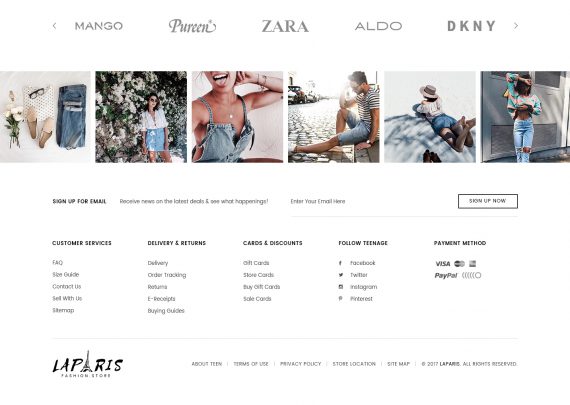 MANGO Pureen ZARA ALDO DKNY
SIGN UP FOR EMAIL Receive news on the latest deals & see what happenings! Enter Your Email Here SIGN UP NOW
CUSTOMER SERVICES
FAQ
Size Guide
Contact Us
Sell With Us
Sitemap
DELIVERY & RETURNS
Delivery
Order Tracking
Returns
E-Receipts
Buying Guides
CARDS & DISCOUNTS
Gift Cards
Store Cards
Buy Gift Cards
Sale Cards
FOLLOW TEENAGE
Facebook
Twitter
Instagram
Pinterest
PAYMENT METHOD
VISA
PayPal
LAPARIS
FASHION STORE
ABOUT TEEN | TERMS OF USE | PRIVACY POLICY | STORE LOCATION | SITE MAP | © 2017 LAPARIS. ALL RIGHTS RESERVED.